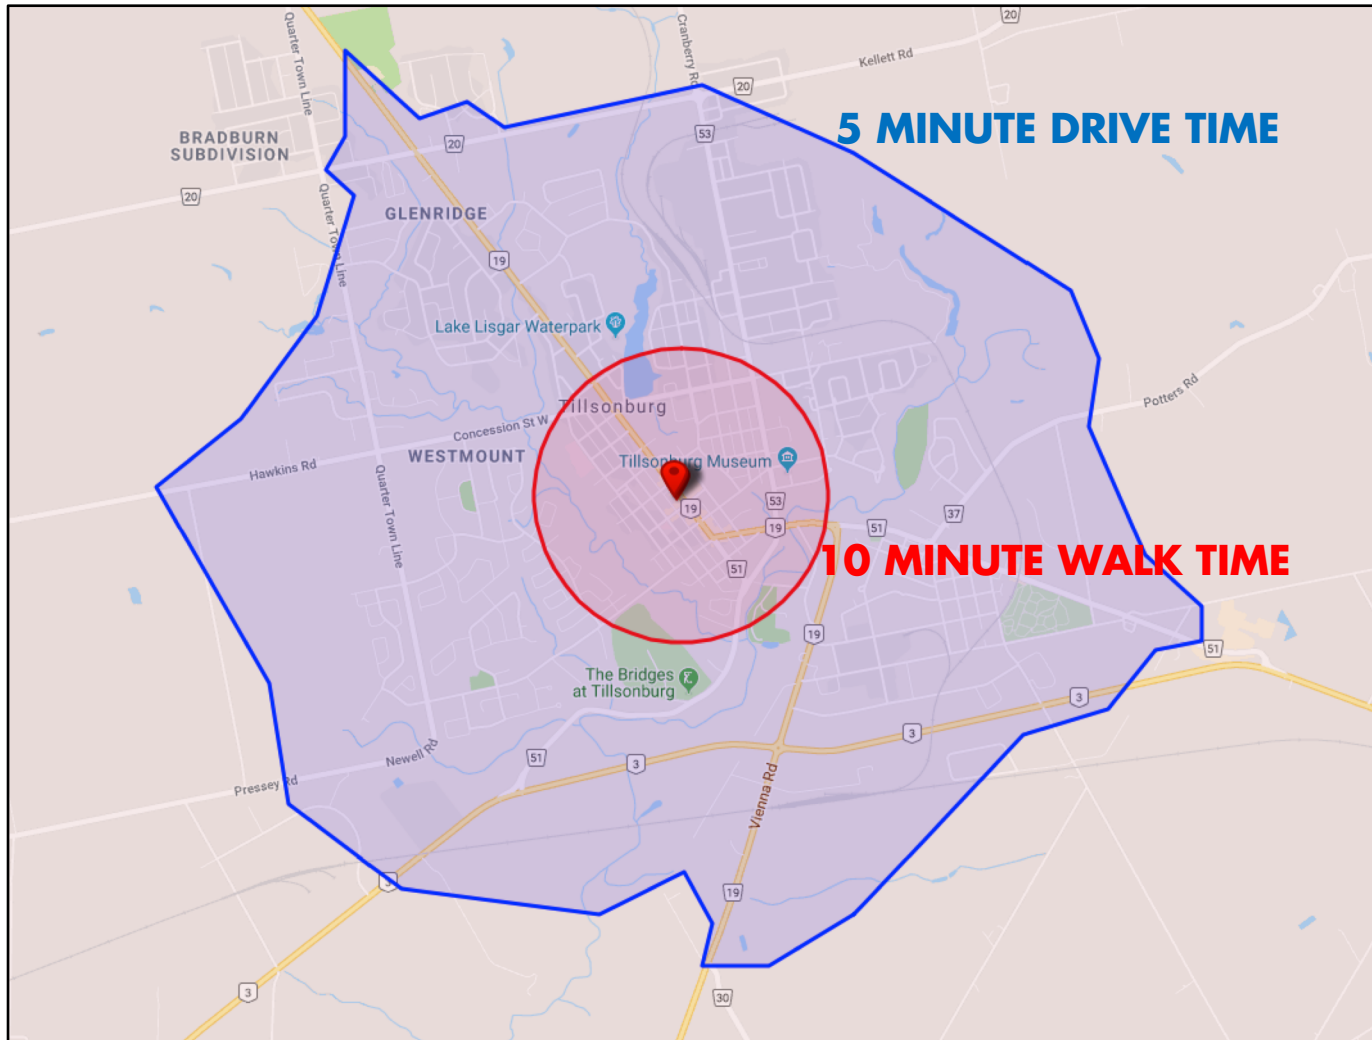 20
Quarter Town Line
Cranberry Rd
Kellett Rd
20
BRADBURN
SUBDIVISION
20
53
5 MINUTE DRIVE TIME
20
Quarter Town Line
GLENRIDGE
19
Lake Lisgar Waterpark
Potters Rd
Tillsonburg
Concession St W
WESTMOUNT
Hawkins Rd
Tillsonburg Museum
Quarter Town Line
19
53
19
51
37
10 MINUTE WALK TIME
51
19
51
The Bridges
at Tillsonburg
3
3
Newell Rd
51
3
Pressey Rd
Vienna Rd
3
19
3
30